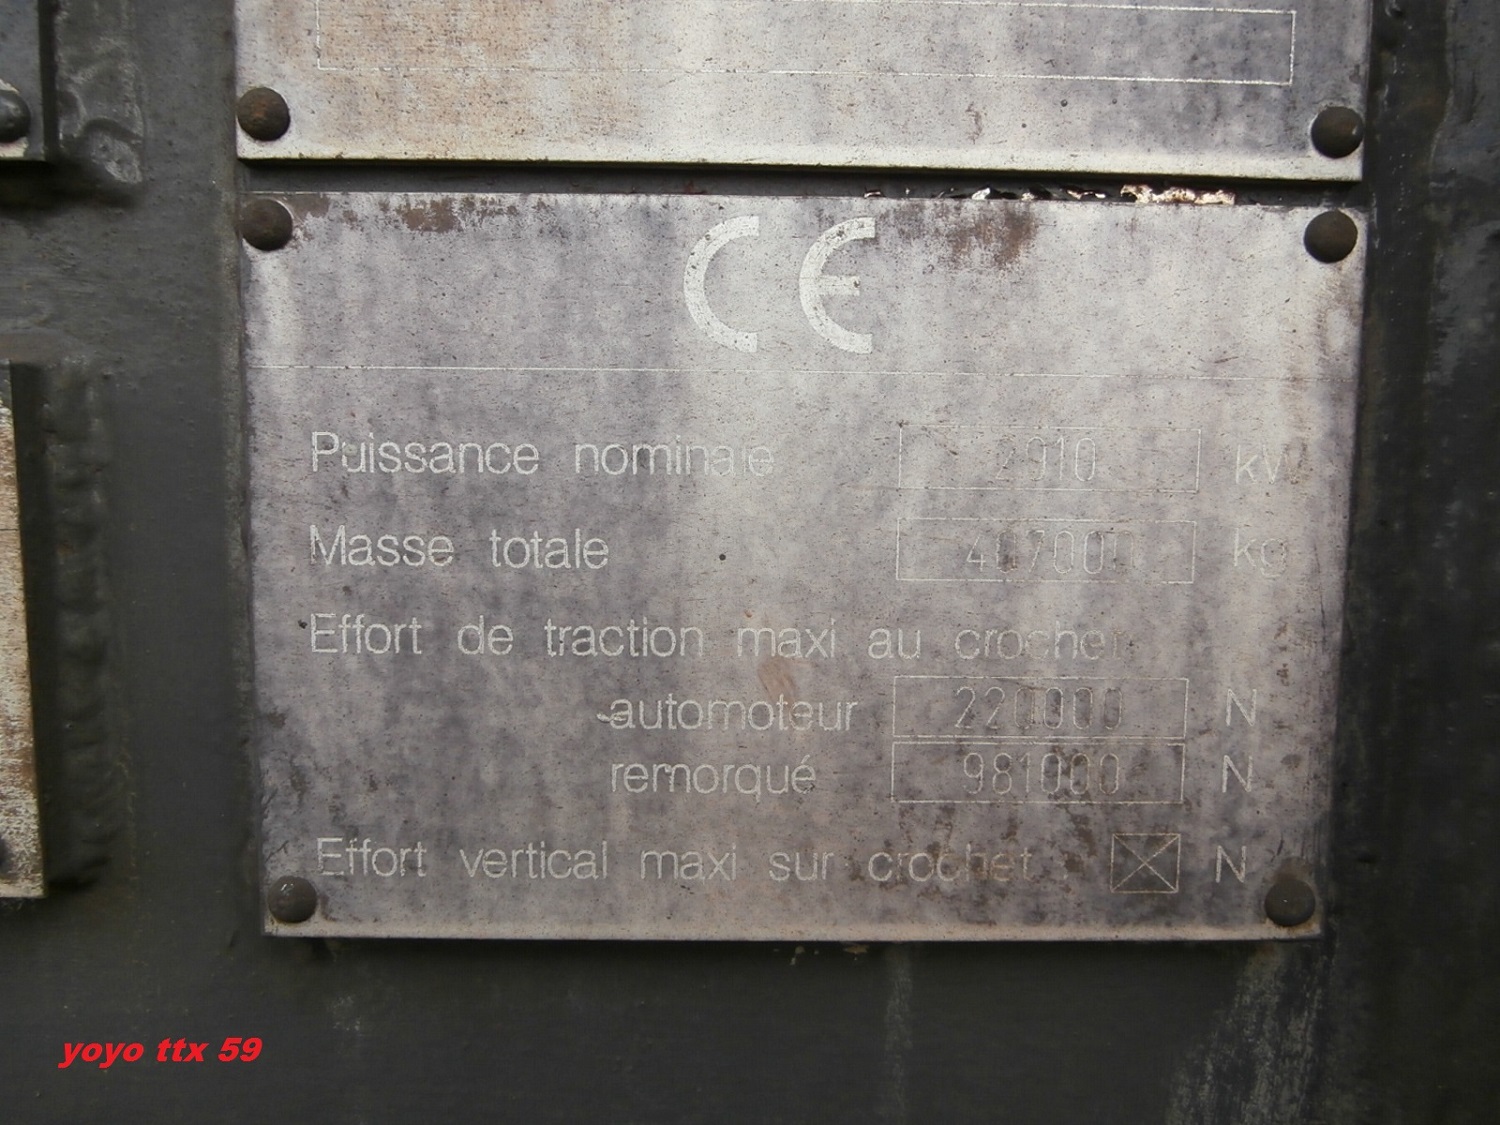 CE
Puissance nominale 2910 kW
Masse totale 407000 kg
Effort de traction maxi au crochet
-automoteur 220000 N
remorqué 981000 N
Effort vertical maxi sur crochet N
yoyo ttx 59